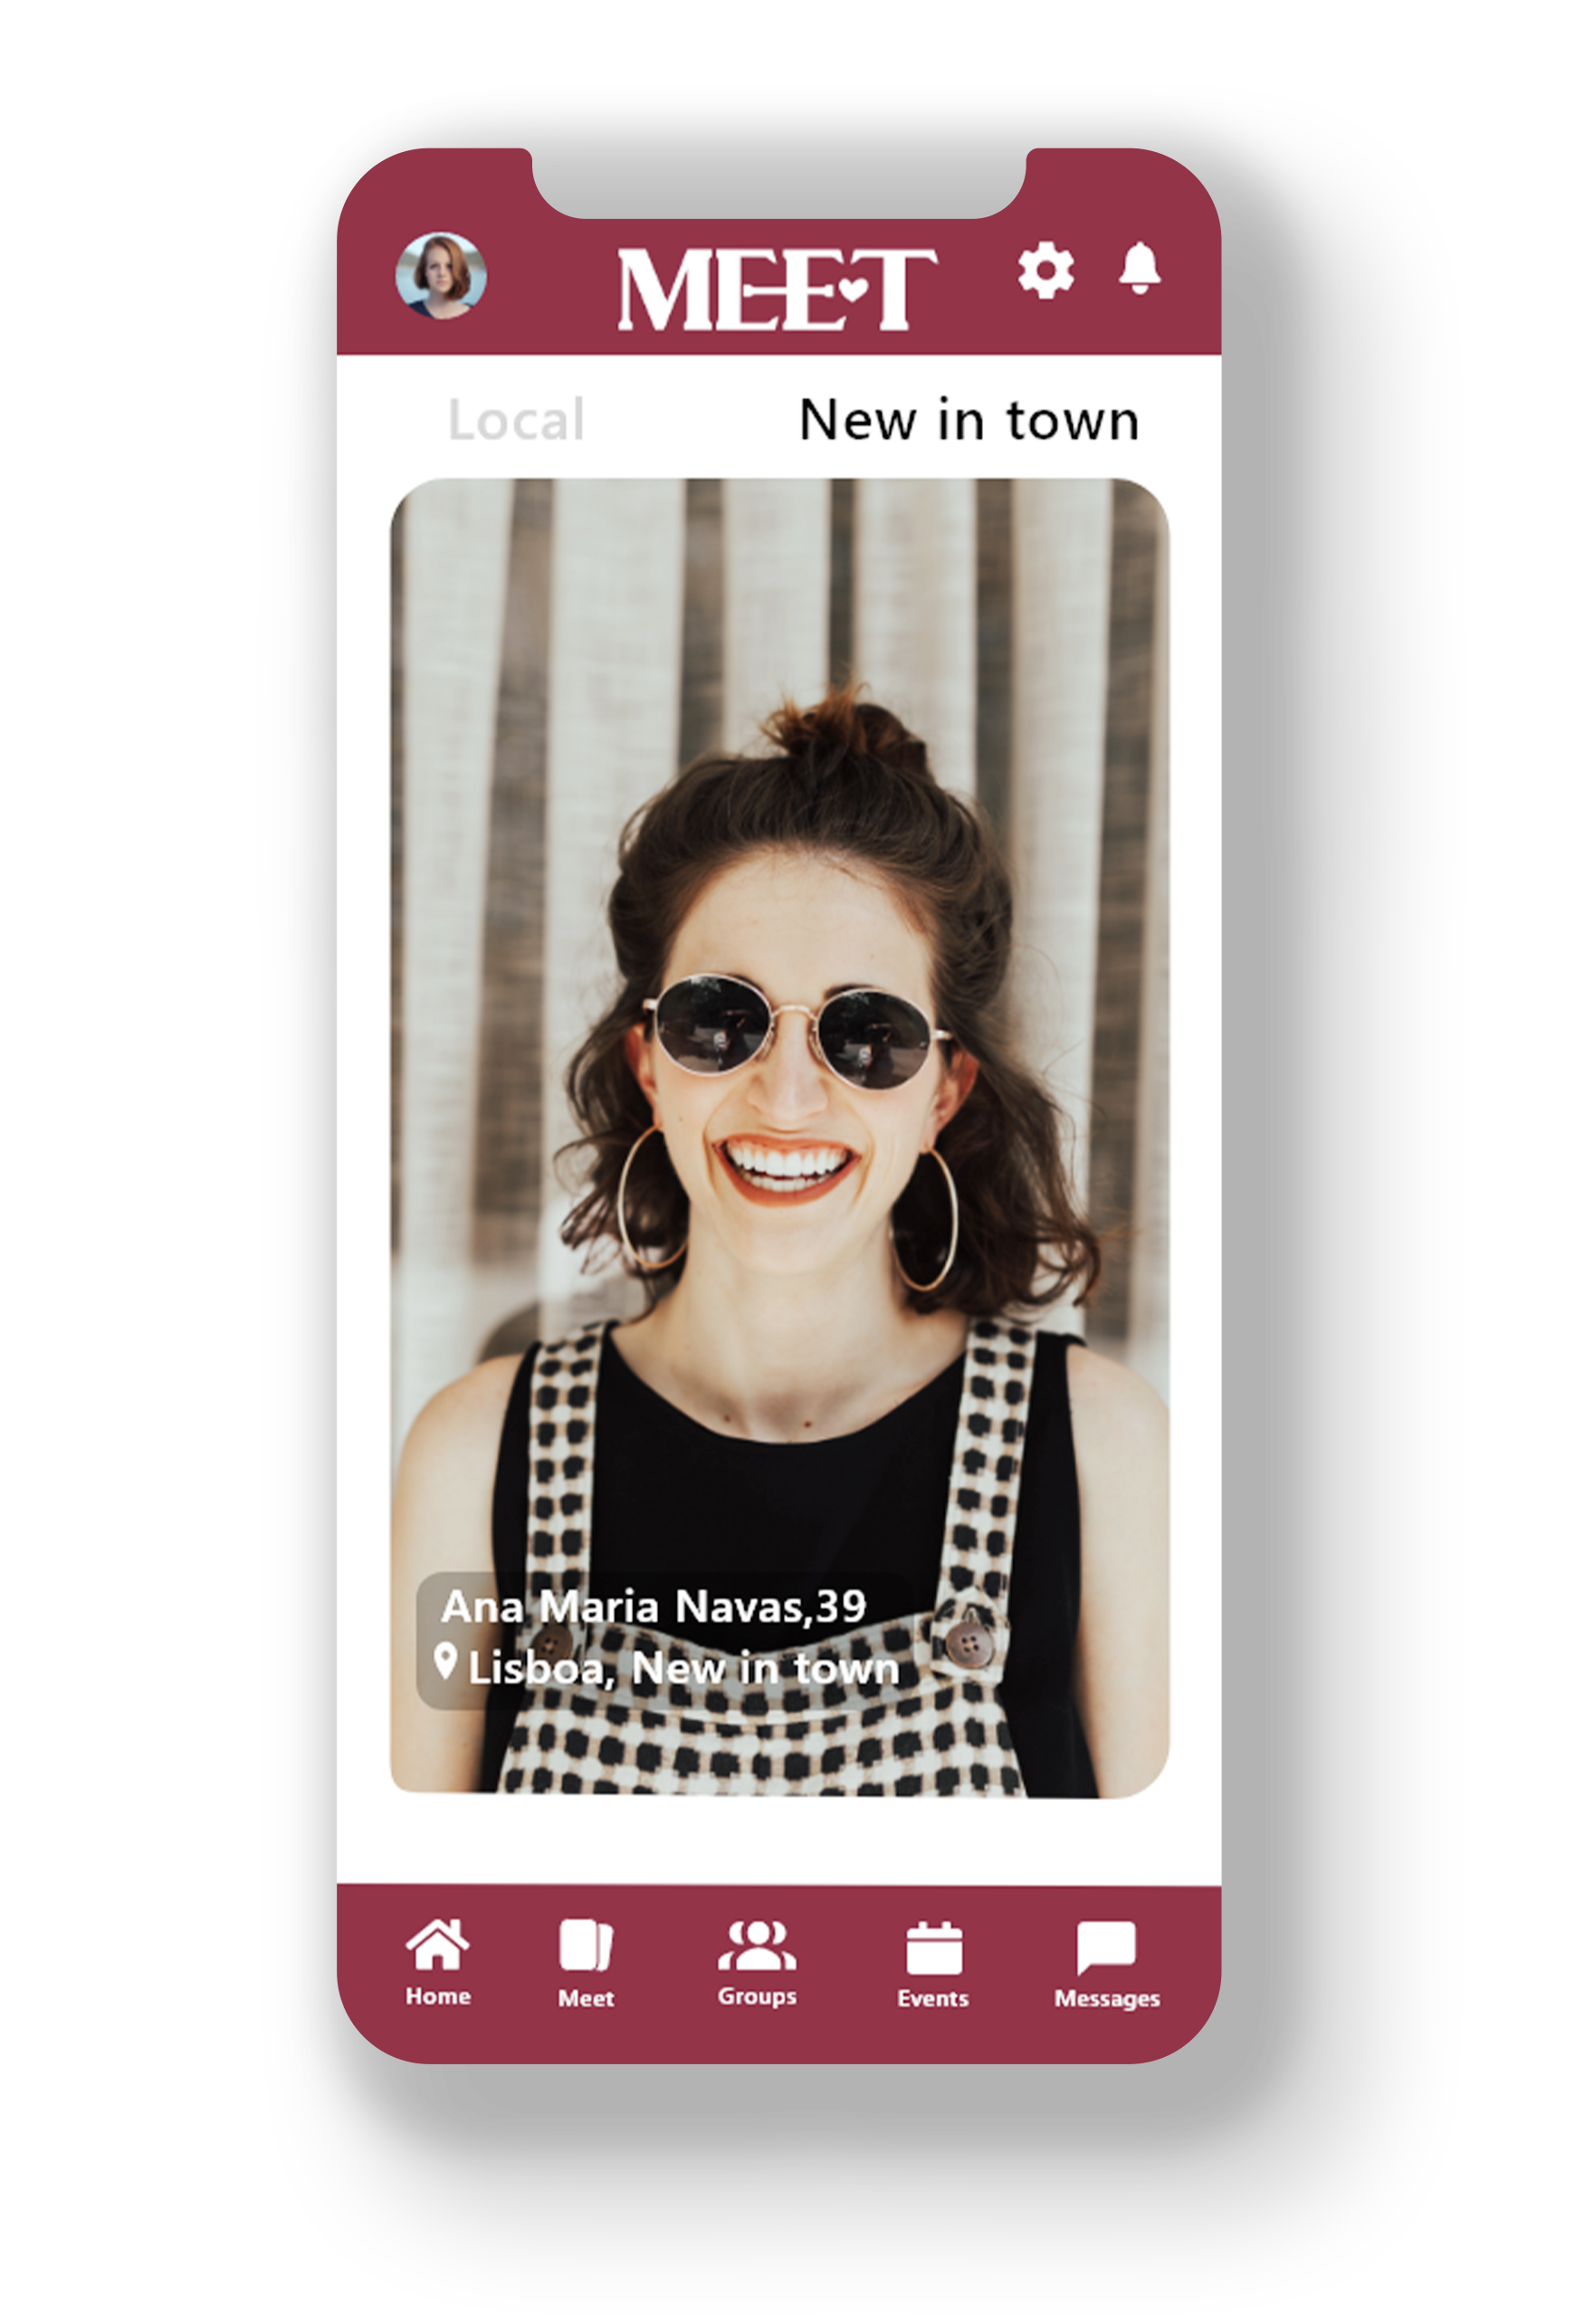 MEET
Local
New in town
Ana Maria Navas,39
Lisboa, New in town
Home
Meet
Groups
Events
Messages